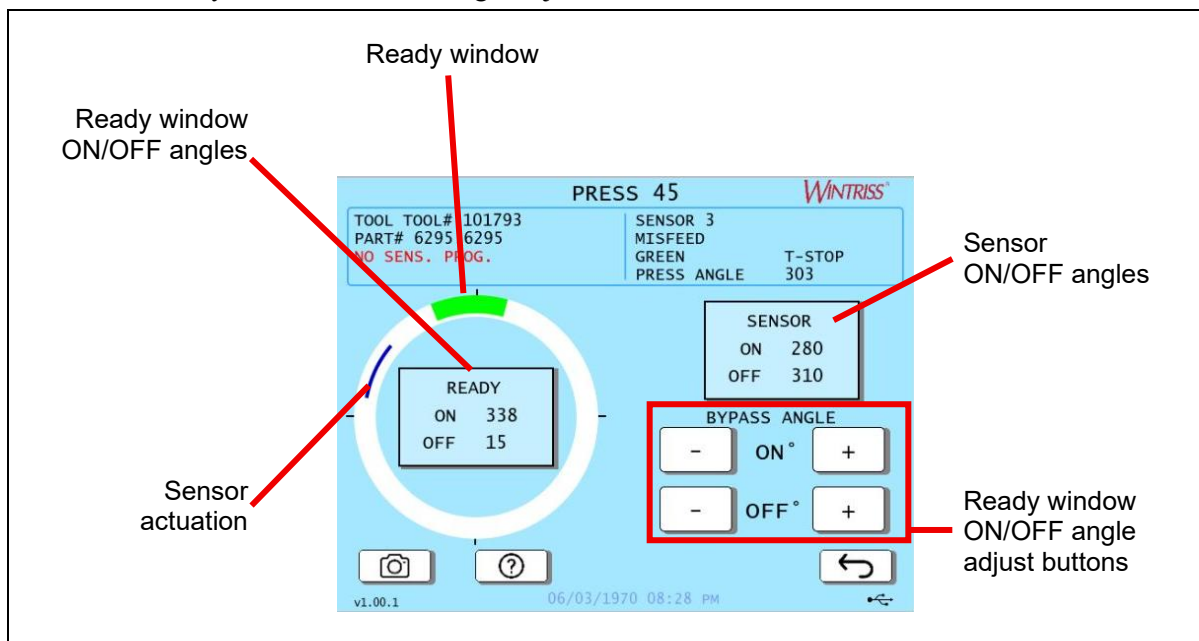 Ready window
Ready window
ON/OFF angles
PRESS 45
WINTRISS®
TOOL TOOL# 101793
PART# 6295 6295
NO SENS. PROG.
SENSOR 3
MISFEED
GREEN T-STOP
PRESS ANGLE 303
Sensor
ON/OFF angles
READY
ON 338
OFF 15
SENSOR
ON 280
OFF 310
BYPASS ANGLE
- ON° +
- OFF° +
Sensor
actuation
Ready window
ON/OFF angle
adjust buttons
?
v1.00.1
06/03/1970 08:28 PM